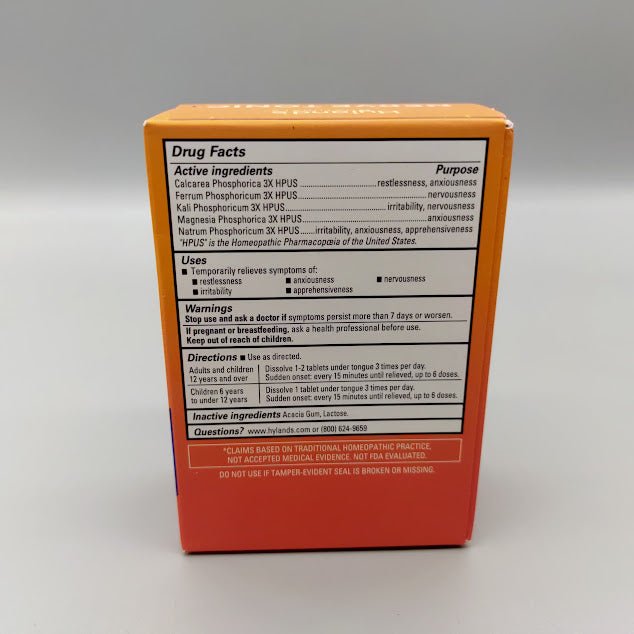 Hyland's
NERVE TONIC
Drug Facts
Active ingredients Purpose
Calcarea Phosphorica 3X HPUS..............................restlessness, anxiousness
Ferrum Phosphoricum 3X HPUS..................................................nervousness
Kali Phosphoricum 3X HPUS.......................................irritability, nervousness
Magnesia Phosphorica 3X HPUS................................................anxiousness
Natrum Phosphoricum 3X HPUS......irritability, anxiousness, apprehensiveness
"HPUS" is the Homeopathic Pharmacopœia of the United States.
Uses
■ Temporarily relieves symptoms of:
■ restlessness ■ anxiousness ■ nervousness
■ irritability ■ apprehensiveness
Warnings
Stop use and ask a doctor if symptoms persist more than 7 days or worsen.
If pregnant or breastfeeding, ask a health professional before use.
Keep out of reach of children.
Directions ■ Use as directed.
Adults and children 12 years and over Dissolve 1-2 tablets under tongue 3 times per day.
Sudden onset: every 15 minutes until relieved, up to 6 doses.
Children 6 years to under 12 years Dissolve 1 tablet under tongue 3 times per day.
Sudden onset: every 15 minutes until relieved, up to 6 doses.
Inactive ingredients Acacia Gum, Lactose.
Questions? www.hylands.com or (800) 624-9659
*CLAIMS BASED ON TRADITIONAL HOMEOPATHIC PRACTICE,
NOT ACCEPTED MEDICAL EVIDENCE. NOT FDA EVALUATED.
DO NOT USE IF TAMPER-EVIDENT SEAL IS BROKEN OR MISSING.